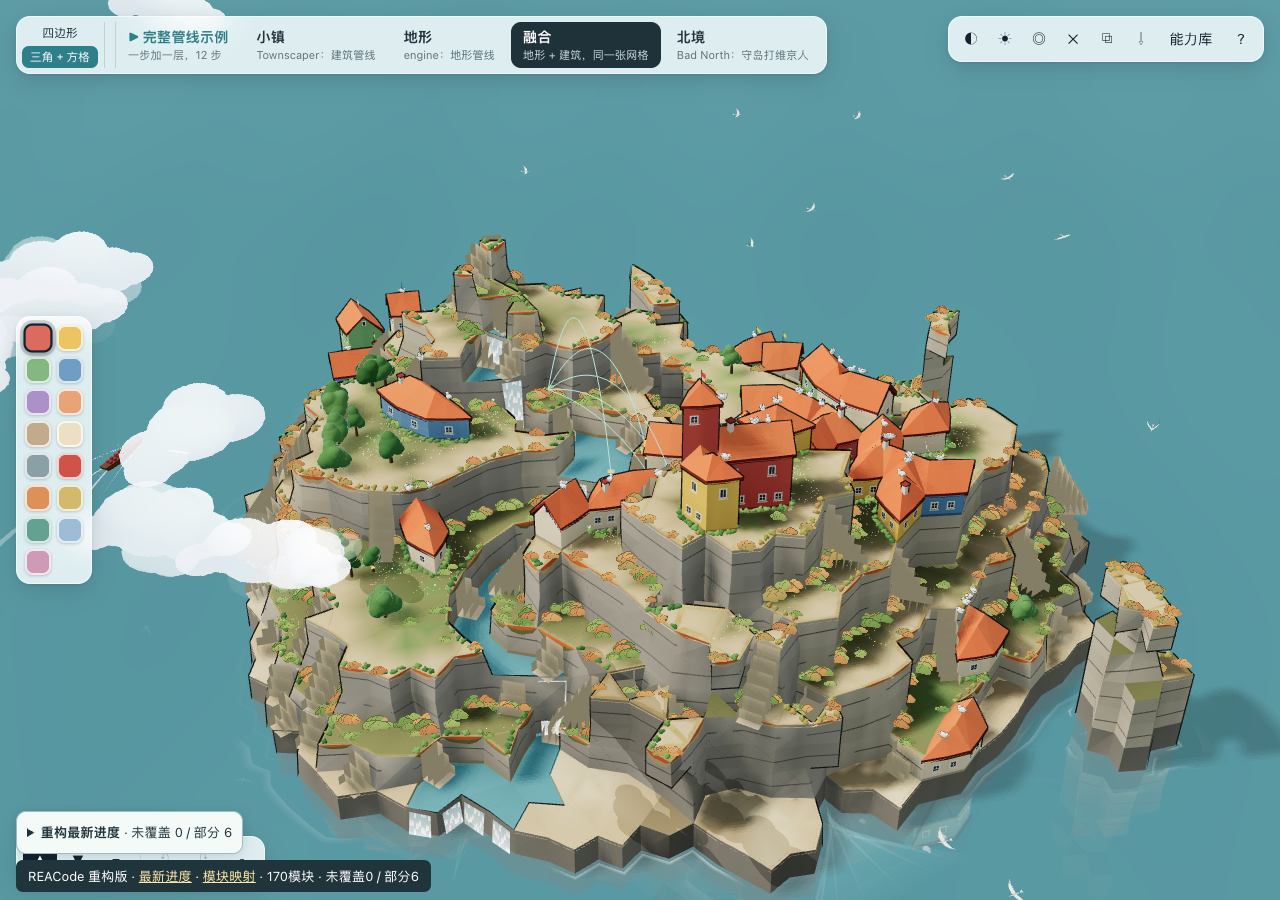 四边形
三角 + 方格
▶ 完整管线示例
一步加一层，12 步
小镇
Townscaper：建筑管线
地形
engine：地形管线
融合
地形 + 建筑，同一张网格
北境
Bad North：守岛打维京人
能力库
?
▶ 重构最新进度 · 未覆盖 0 / 部分 6
REACode 重构版 · 最新进度 · 模块映射 · 170模块 · 未覆盖0 / 部分6